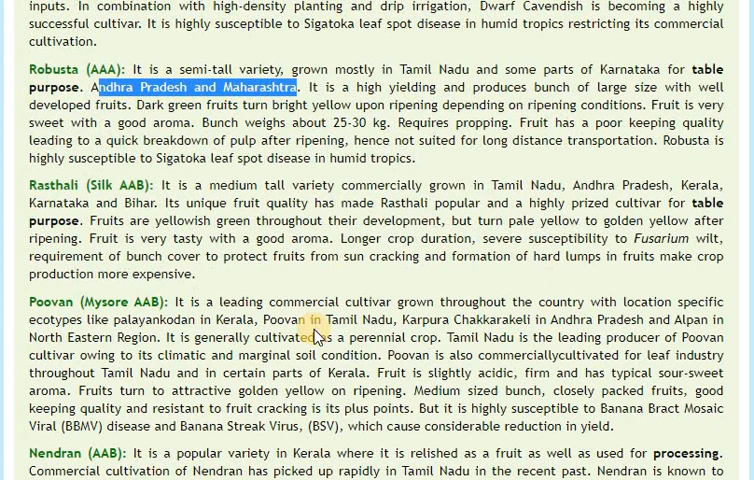 inputs. In combination with high-density planting and drip irrigation, Dwarf Cavendish is becoming a highly
successful cultivar. It is highly susceptible to Sigatoka leaf spot disease in humid tropics restricting its commercial
cultivation.
Robusta (AAA): It is a semi-tall variety, grown mostly in Tamil Nadu and some parts of Karnataka for table
purpose. Andhra Pradesh and Maharashtra. It is a high yielding and produces bunch of large size with well
developed fruits. Dark green fruits turn bright yellow upon ripening depending on ripening conditions. Fruit is very
sweet with a good aroma. Bunch weighs about 25-30 kg. Requires propping. Fruit has a poor keeping quality
leading to a quick breakdown of pulp after ripening, hence not suited for long distance transportation. Robusta is
highly susceptible to Sigatoka leaf spot disease in humid tropics.
Rasthali (Silk AAB): It is a medium tall variety commercially grown in Tamil Nadu, Andhra Pradesh, Kerala,
Karnataka and Bihar. Its unique fruit quality has made Rasthali popular and a highly prized cultivar for table
purpose. Fruits are yellowish green throughout their development, but turn pale yellow to golden yellow after
ripening. Fruit is very tasty with a good aroma. Longer crop duration, severe susceptibility to Fusarium wilt,
requirement of bunch cover to protect fruits from sun cracking and formation of hard lumps in fruits make crop
production more expensive.
Poovan (Mysore AAB): It is a leading commercial cultivar grown throughout the country with location specific
ecotypes like palayankodan in Kerala, Poovan in Tamil Nadu, Karpura Chakkarakeli in Andhra Pradesh and Alpan in
North Eastern Region. It is generally cultivated as a perennial crop. Tamil Nadu is the leading producer of Poovan
cultivar owing to its climatic and marginal soil condition. Poovan is also commerciallycultivated for leaf industry
throughout Tamil Nadu and in certain parts of Kerala. Fruit is slightly acidic, firm and has typical sour-sweet
aroma. Fruits turn to attractive golden yellow on ripening. Medium sized bunch, closely packed fruits, good
keeping quality and resistant to fruit cracking is its plus points. But it is highly susceptible to Banana Bract Mosaic
Viral (BBMV) disease and Banana Streak Virus, (BSV), which cause considerable reduction in yield.
Nendran (AAB): It is a popular variety in Kerala where it is relished as a fruit as well as used for processing.
Commercial cultivation of Nendran has picked up rapidly in Tamil Nadu in the recent past. Nendran is known to